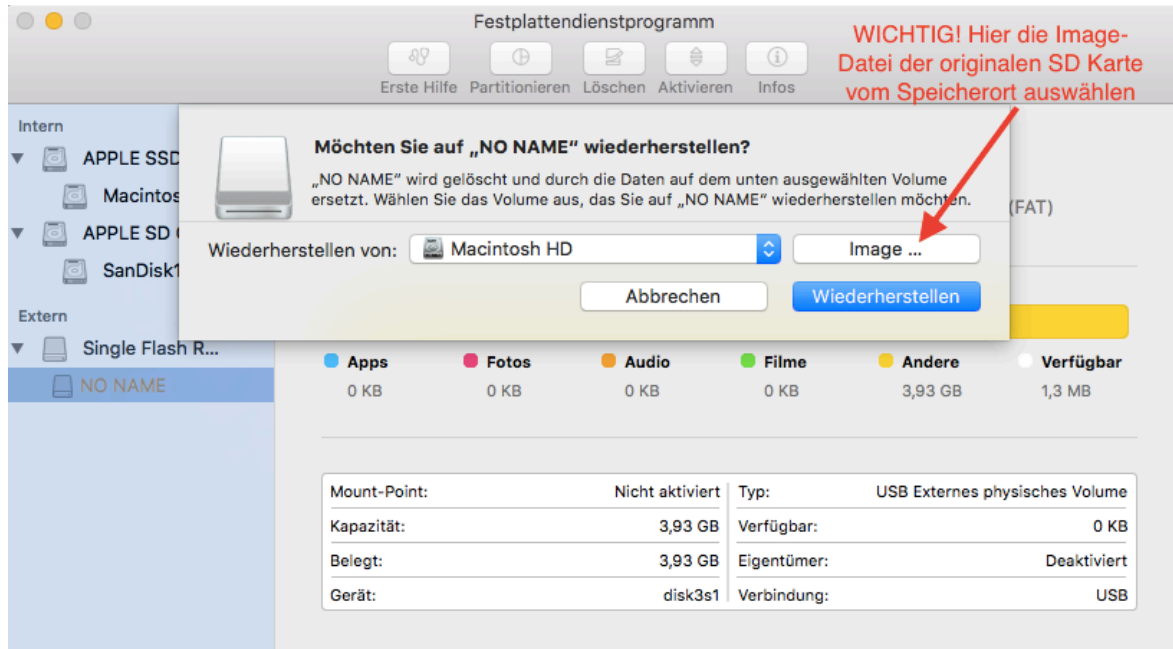 Festplattendienstprogramm
WICHTIG! Hier die Image-
Datei der originalen SD Karte
vom Speicherort auswählen
Erste Hilfe Partitionieren Löschen Aktivieren Infos
Intern
APPLE SSD
Macintos
APPLE SD
SanDisk1
Extern
Single Flash R...
NO NAME
Möchten Sie auf „NO NAME“ wiederherstellen?
„NO NAME“ wird gelöscht und durch die Daten auf dem unten ausgewählten Volume
ersetzt. Wählen Sie das Volume aus, das Sie auf „NO NAME“ wiederherstellen möchten.
(FAT)
Wiederherstellen von: Macintosh HD Image ...
Abbrechen Wiederherstellen
Apps Fotos Audio Filme Andere Verfügbar
0 KB 0 KB 0 KB 0 KB 3,93 GB 1,3 MB
Mount-Point: Nicht aktiviert Typ: USB Externes physisches Volume
Kapazität: 3,93 GB Verfügbar: 0 KB
Belegt: 3,93 GB Eigentümer: Deaktiviert
Gerät: disk3s1 Verbindung: USB